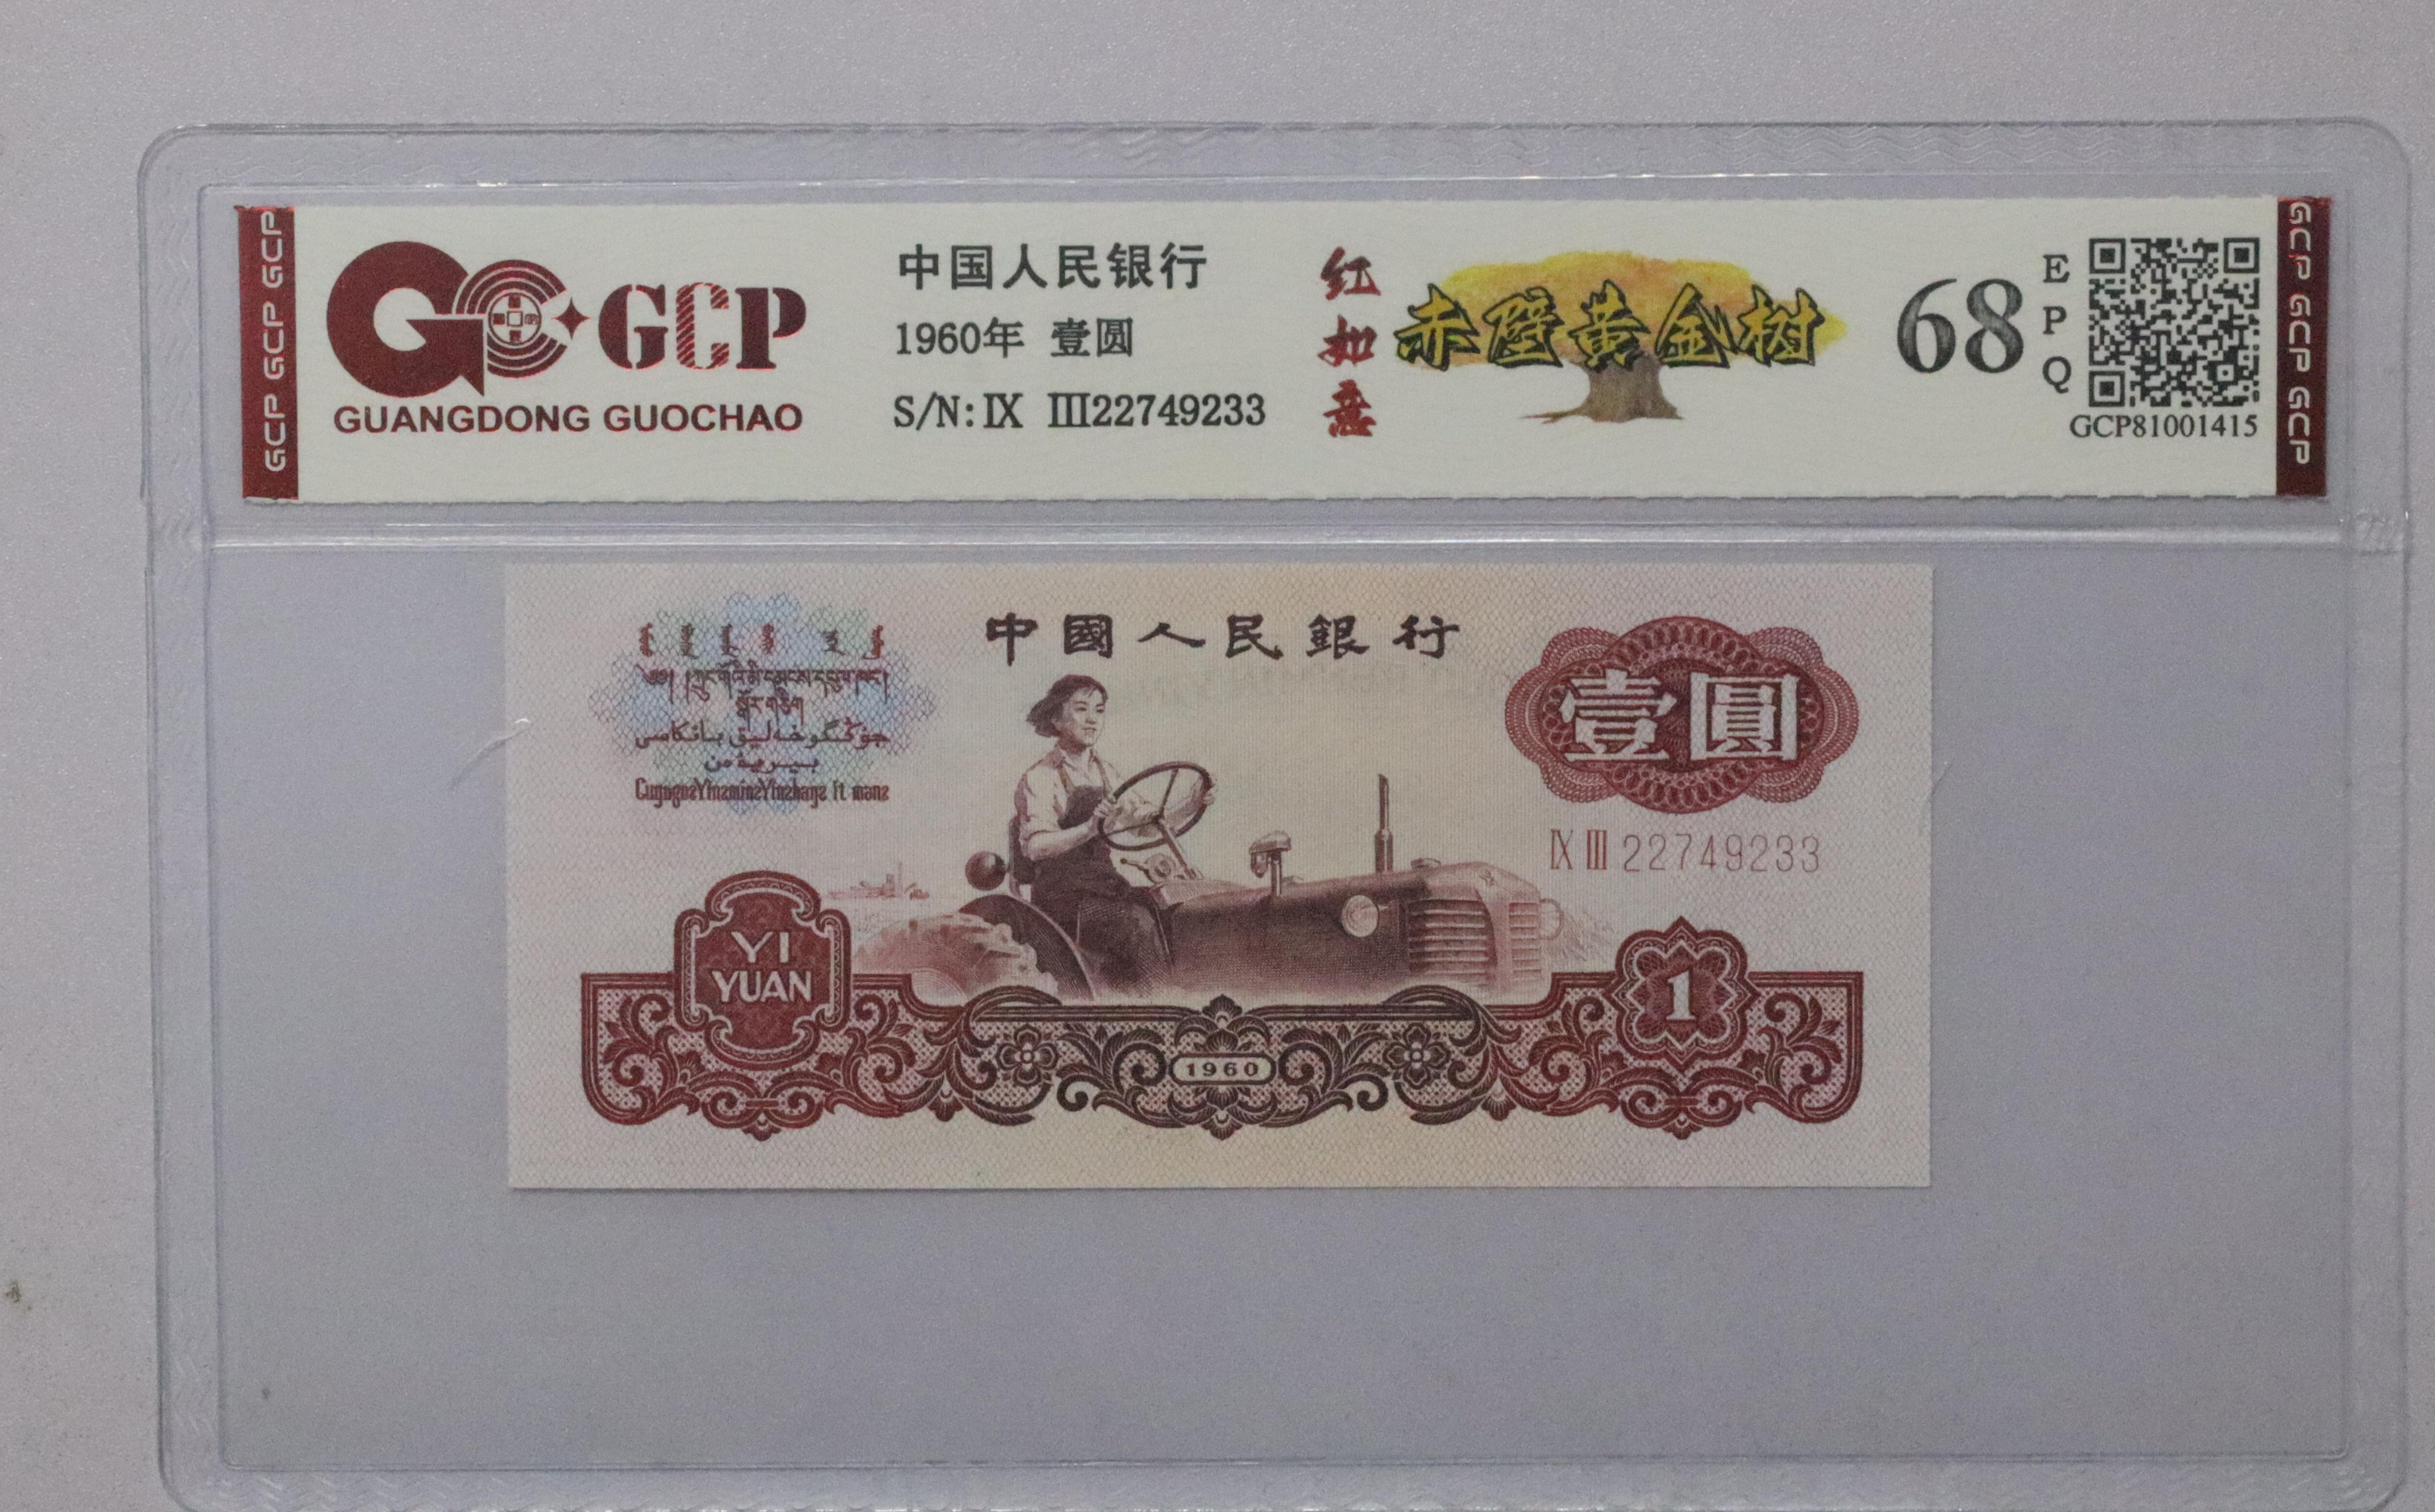 GCP GCP GCP
GCP
GUANGDONG GUOCHAO
中国人民银行
1960年 壹圆
S/N: IX III22749233
红如意
赤壁黄金树
68
EPQ
GCP81001415
GCP GCP GCP
中國人民銀行
壹圓
IX III 22749233
YI
YUAN
1960
1